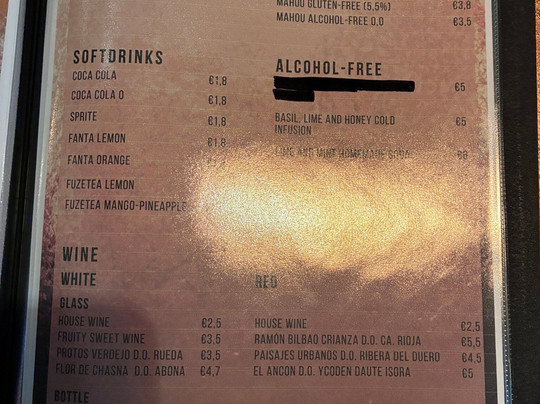 MAHOU GLUTEN-FREE (5,5%) €3,8
MAHOU ALCOHOL-FREE 0,0 €3,5
SOFTDRINKS
COCA COLA €1,8
COCA COLA 0 €1,8
SPRITE €1,8
FANTA LEMON €1,8
FANTA ORANGE
FUZETEA LEMON
FUZETEA MANGO-PINEAPPLE
ALCOHOL-FREE
€5
BASIL, LIME AND HONEY COLD €5
INFUSION
LIME AND MINT HOMEMADE SODA
WINE
WHITE
GLASS
HOUSE WINE €2,5
FRUITY SWEET WINE €3,5
PROTOS VERDEJO D.O. RUEDA €3,5
FLOR DE CHASNA D.O. ABONA €4,7
BOTTLE
RED
HOUSE WINE €2,5
RAMÓN BILBAO CRIANZA D.O. CA. RIOJA €5,5
PAISAJES URBANOS D.O. RIBERA DEL DUERO €4,5
EL ANCON D.O. YCODEN DAUTE ISORA €5